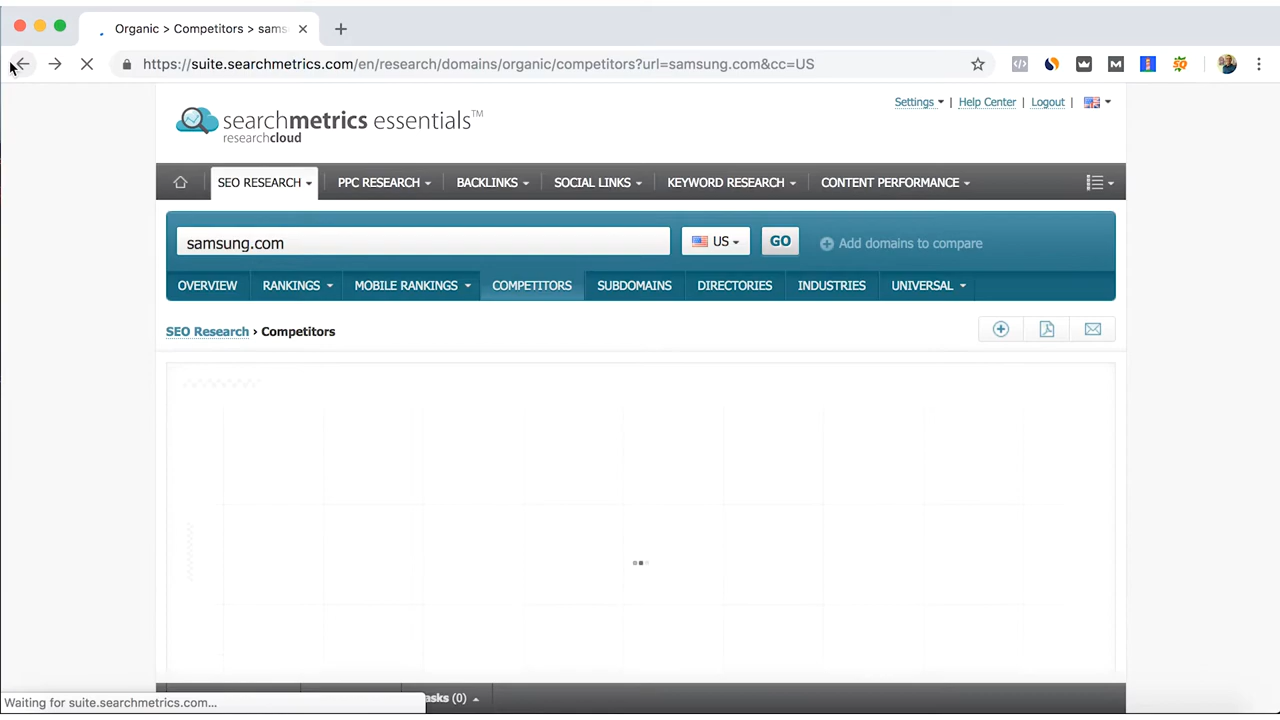 Organic > Competitors > sams
https://suite.searchmetrics.com/en/research/domains/organic/competitors?url=samsung.com&cc=US
Settings | Help Center | Logout |
searchmetrics essentials™
researchcloud
SEO RESEARCH PPC RESEARCH BACKLINKS SOCIAL LINKS KEYWORD RESEARCH CONTENT PERFORMANCE
samsung.com US GO Add domains to compare
OVERVIEW RANKINGS MOBILE RANKINGS COMPETITORS SUBDOMAINS DIRECTORIES INDUSTRIES UNIVERSAL
SEO Research › Competitors
Waiting for suite.searchmetrics.com... asks (0)